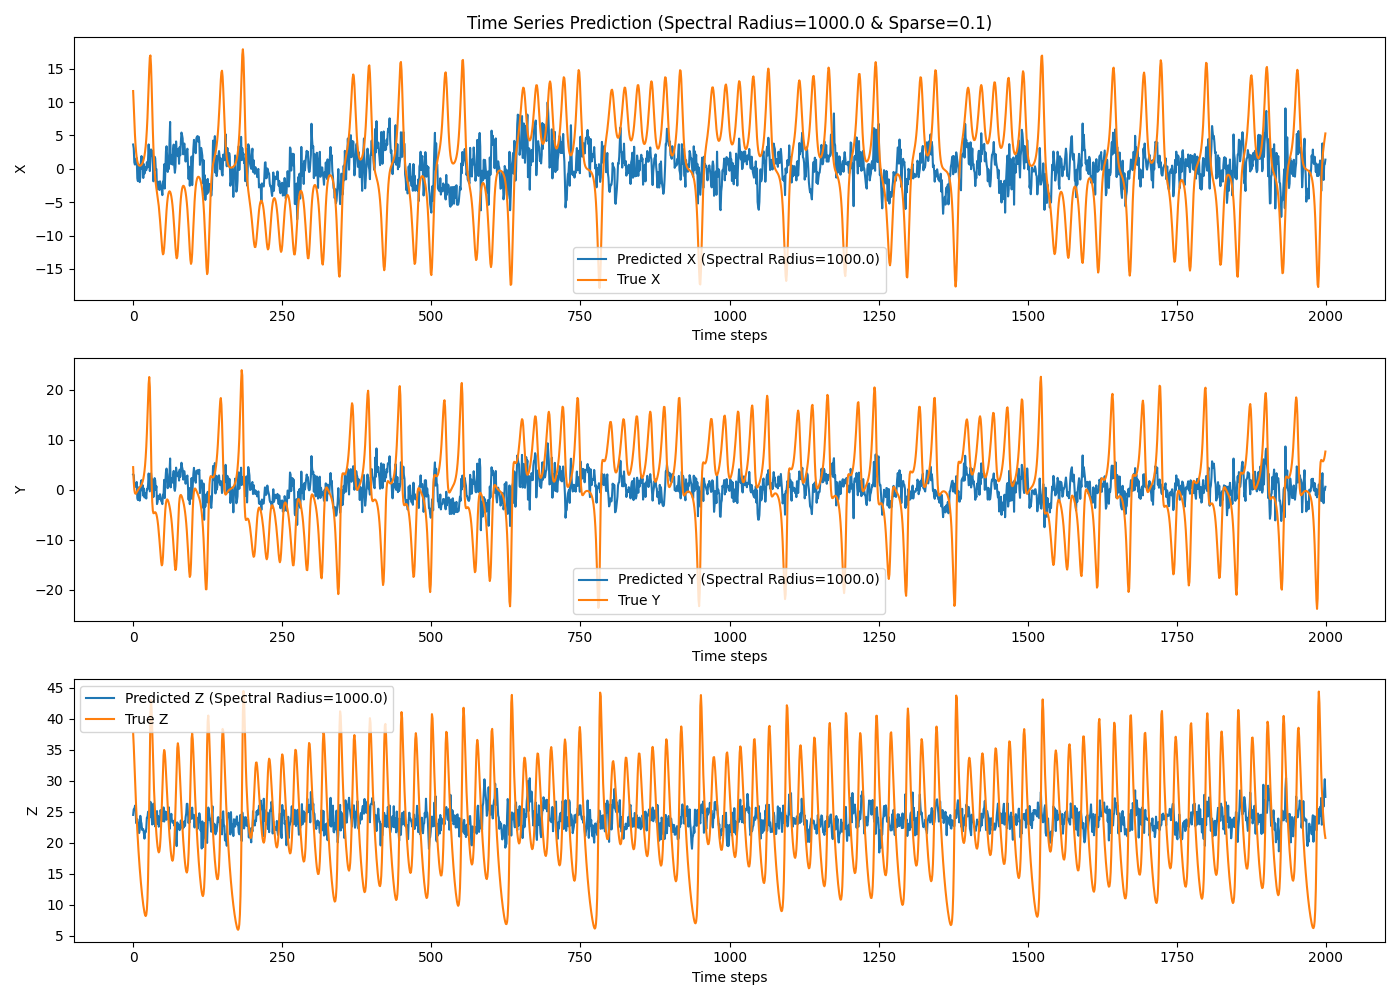 Time Series Prediction (Spectral Radius=1000.0 & Sparse=0.1)
15
10
5
0
−5
−10
−15
X
Predicted X (Spectral Radius=1000.0)
True X
0 250 500 750 1000 1250 1500 1750 2000
Time steps
20
10
0
−10
−20
Y
Predicted Y (Spectral Radius=1000.0)
True Y
0 250 500 750 1000 1250 1500 1750 2000
Time steps
45
40
35
30
25
20
15
10
5
Z
Predicted Z (Spectral Radius=1000.0)
True Z
0 250 500 750 1000 1250 1500 1750 2000
Time steps